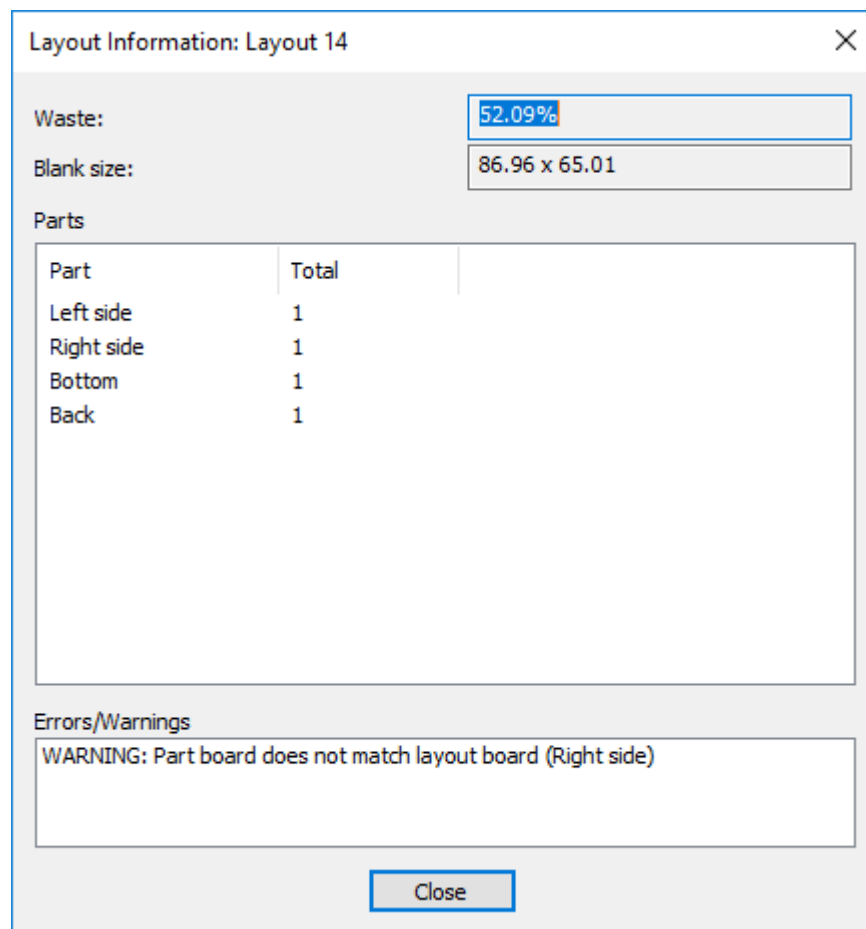 Layout Information: Layout 14
Waste: 52.09%
Blank size: 86.96 x 65.01
Parts
Part Total
Left side 1
Right side 1
Bottom 1
Back 1
Errors/Warnings
WARNING: Part board does not match layout board (Right side)
Close